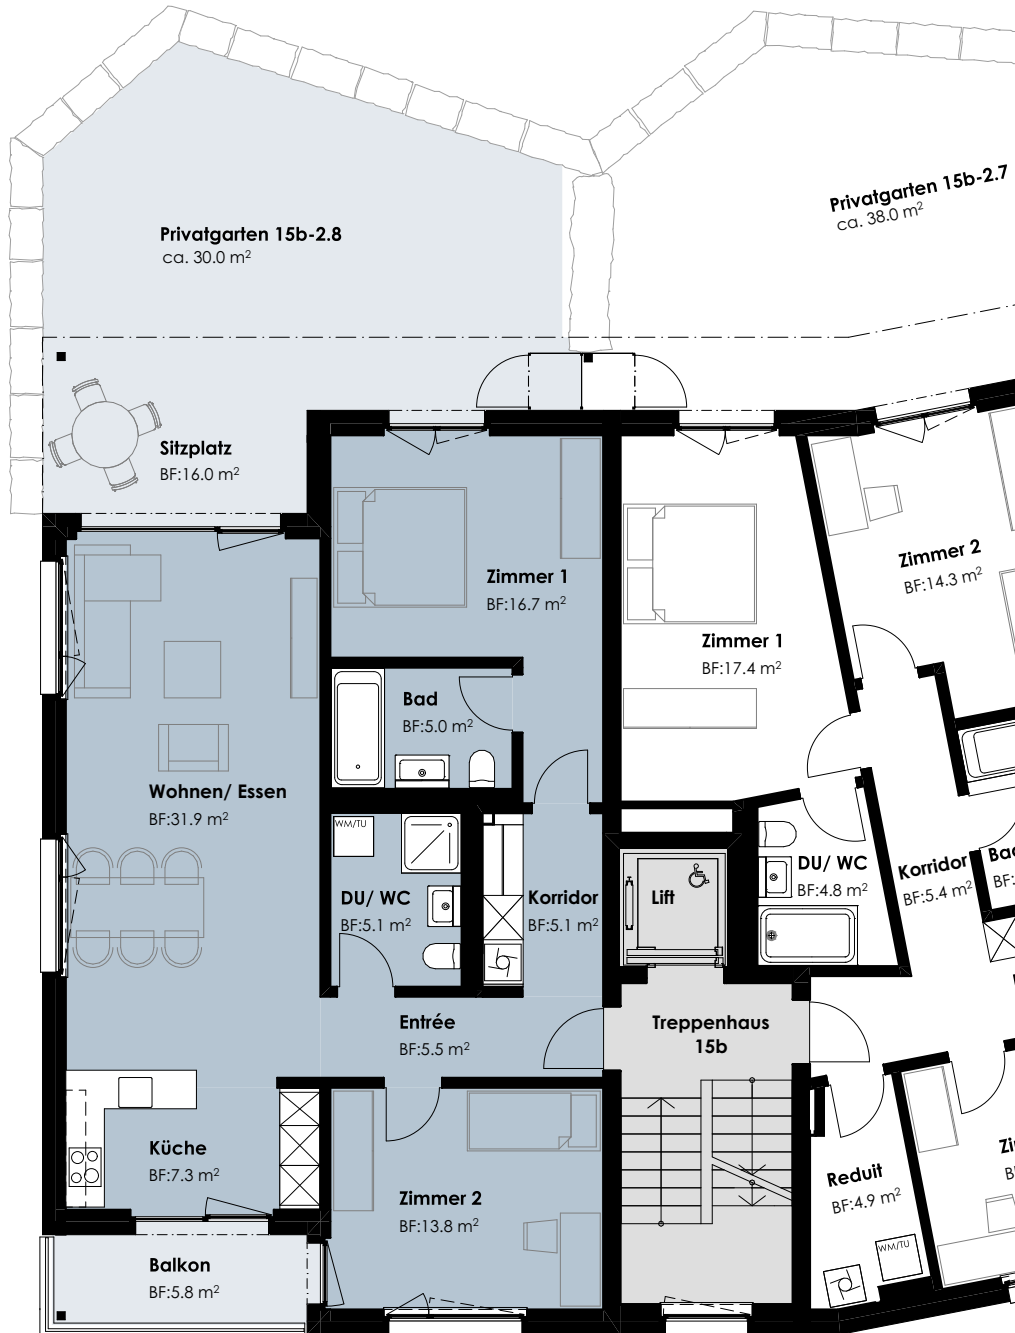 Privatgarten 15b-2.7
ca. 38.0 m²
Privatgarten 15b-2.8
ca. 30.0 m²
Sitzplatz
BF:16.0 m²
Zimmer 1
BF:16.7 m²
Zimmer 2
BF:14.3 m²
Zimmer 1
BF:17.4 m²
Bad
BF:5.0 m²
Wohnen/ Essen
BF:31.9 m²
WM/TU
DU/ WC
BF:5.1 m²
Korridor
BF:5.1 m²
Lift
DU/ WC
BF:4.8 m²
Korridor
BF:5.4 m²
Bad
BF:
Entrée
BF:5.5 m²
Treppenhaus
15b
Küche
BF:7.3 m²
Zimmer 2
BF:13.8 m²
Reduit
BF:4.9 m²
WM/TU
Balkon
BF:5.8 m²